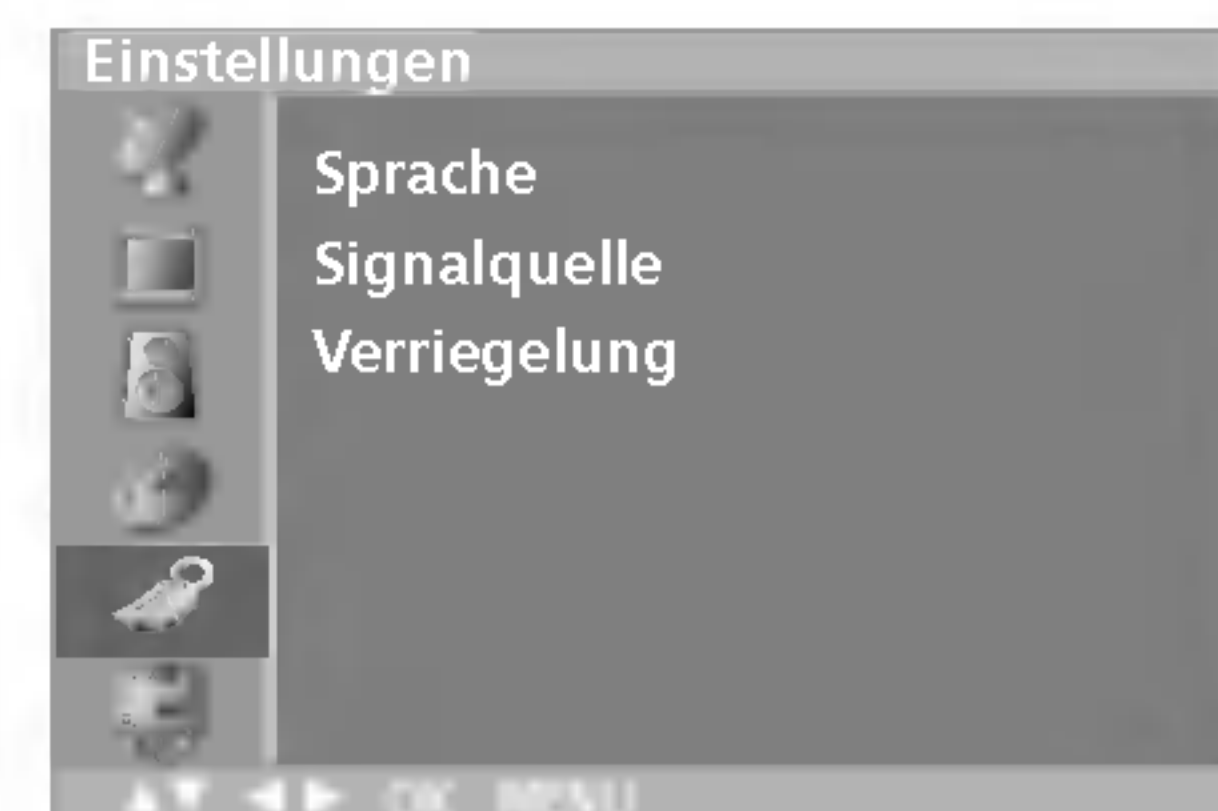 Einstellungen
Sprache
Signalquelle
Verriegelung
▲▼ ◀ ▶ OK MENU